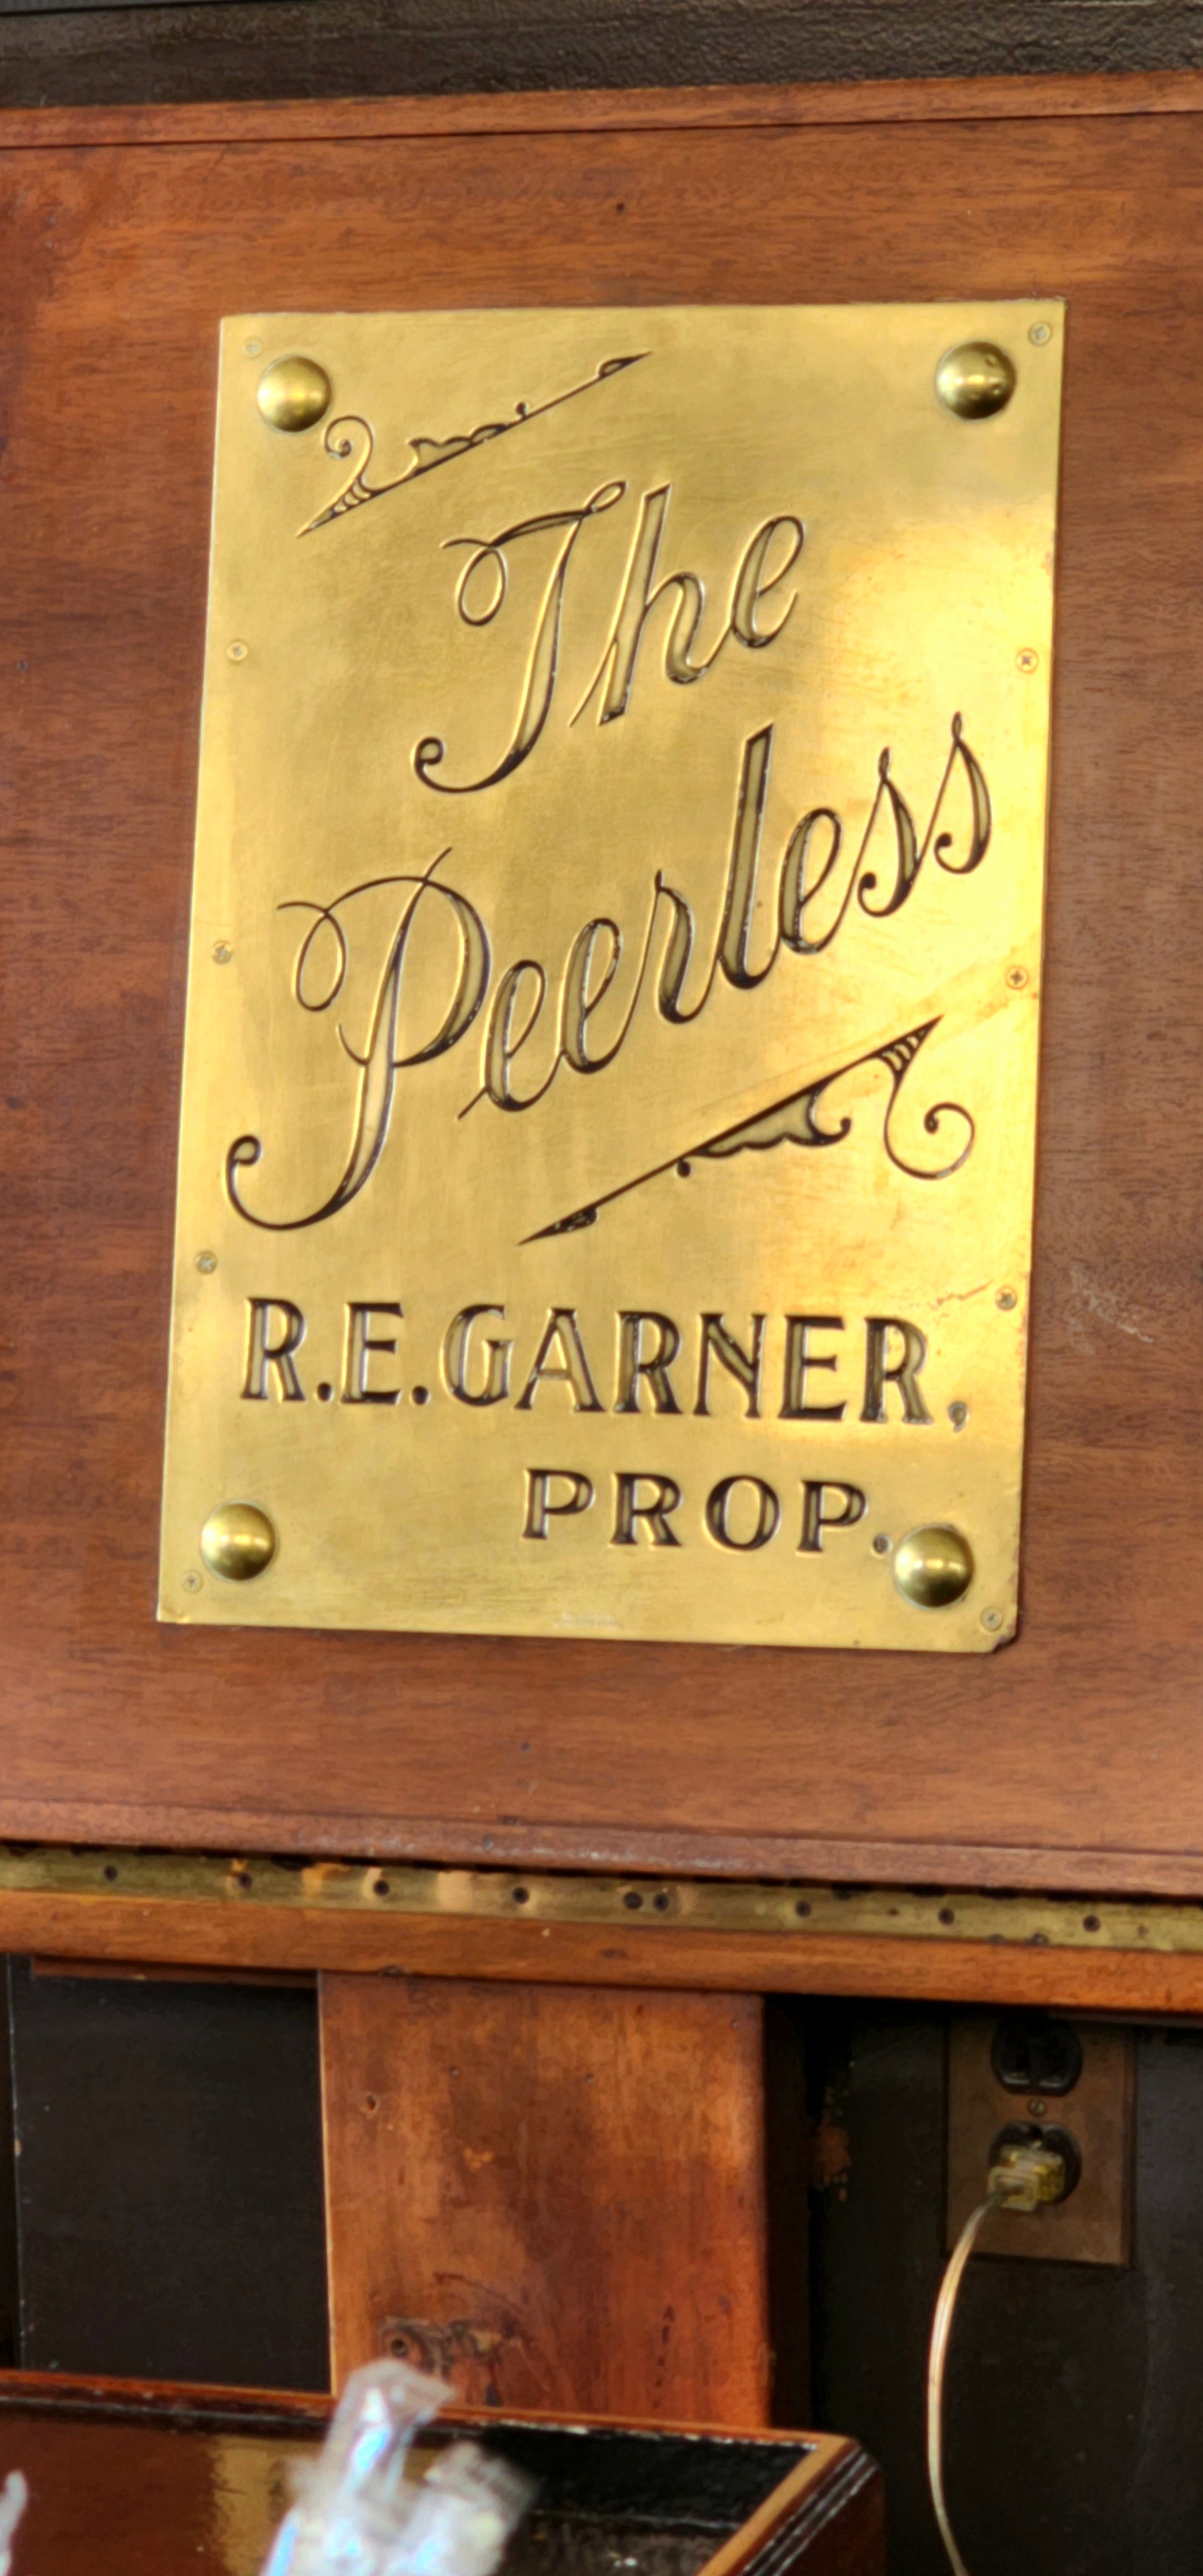 The
Peerless
R.E. GARNER,
PROP.